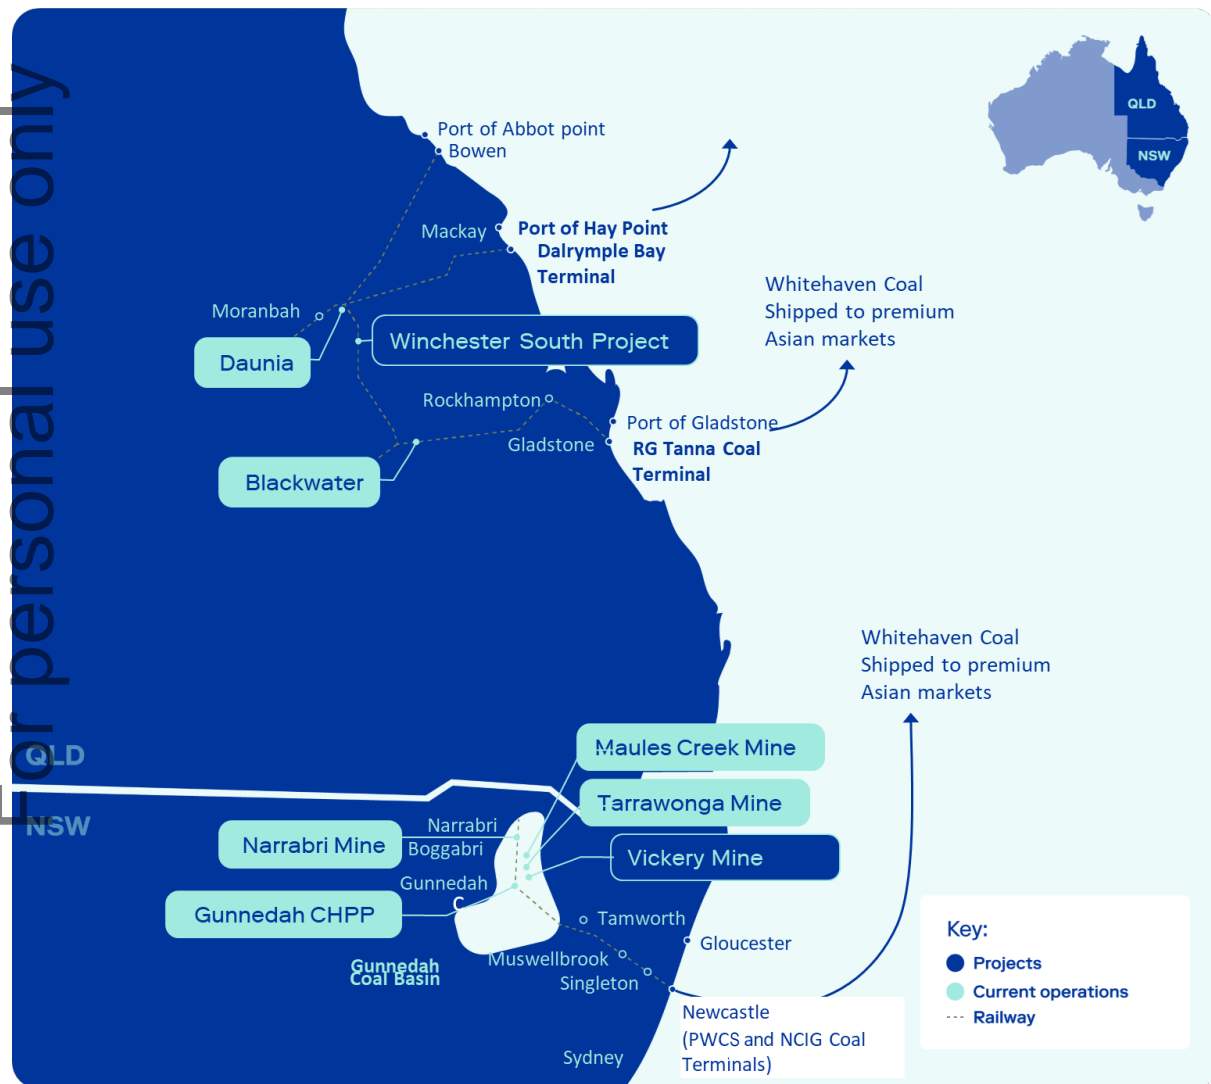 For personal use only
Port of Abbot point
Bowen
QLD
NSW
Mackay
Port of Hay Point
Dalrymple Bay
Terminal
Whitehaven Coal
Shipped to premium
Asian markets
Moranbah
Winchester South Project
Daunia
Rockhampton
Port of Gladstone
Gladstone
RG Tanna Coal
Terminal
Blackwater
Whitehaven Coal
Shipped to premium
Asian markets
QLD
NSW
Maules Creek Mine
Tarrawonga Mine
Narrabri
Narrabri Mine
Boggabri
Vickery Mine
Gunnedah
C
Gunnedah CHPP
Tamworth
Gloucester
Muswellbrook
Gunnedah
Coal Basin
Singleton
Newcastle
(PWCS and NCIG Coal
Terminals)
Sydney
Key:
Projects
Current operations
Railway